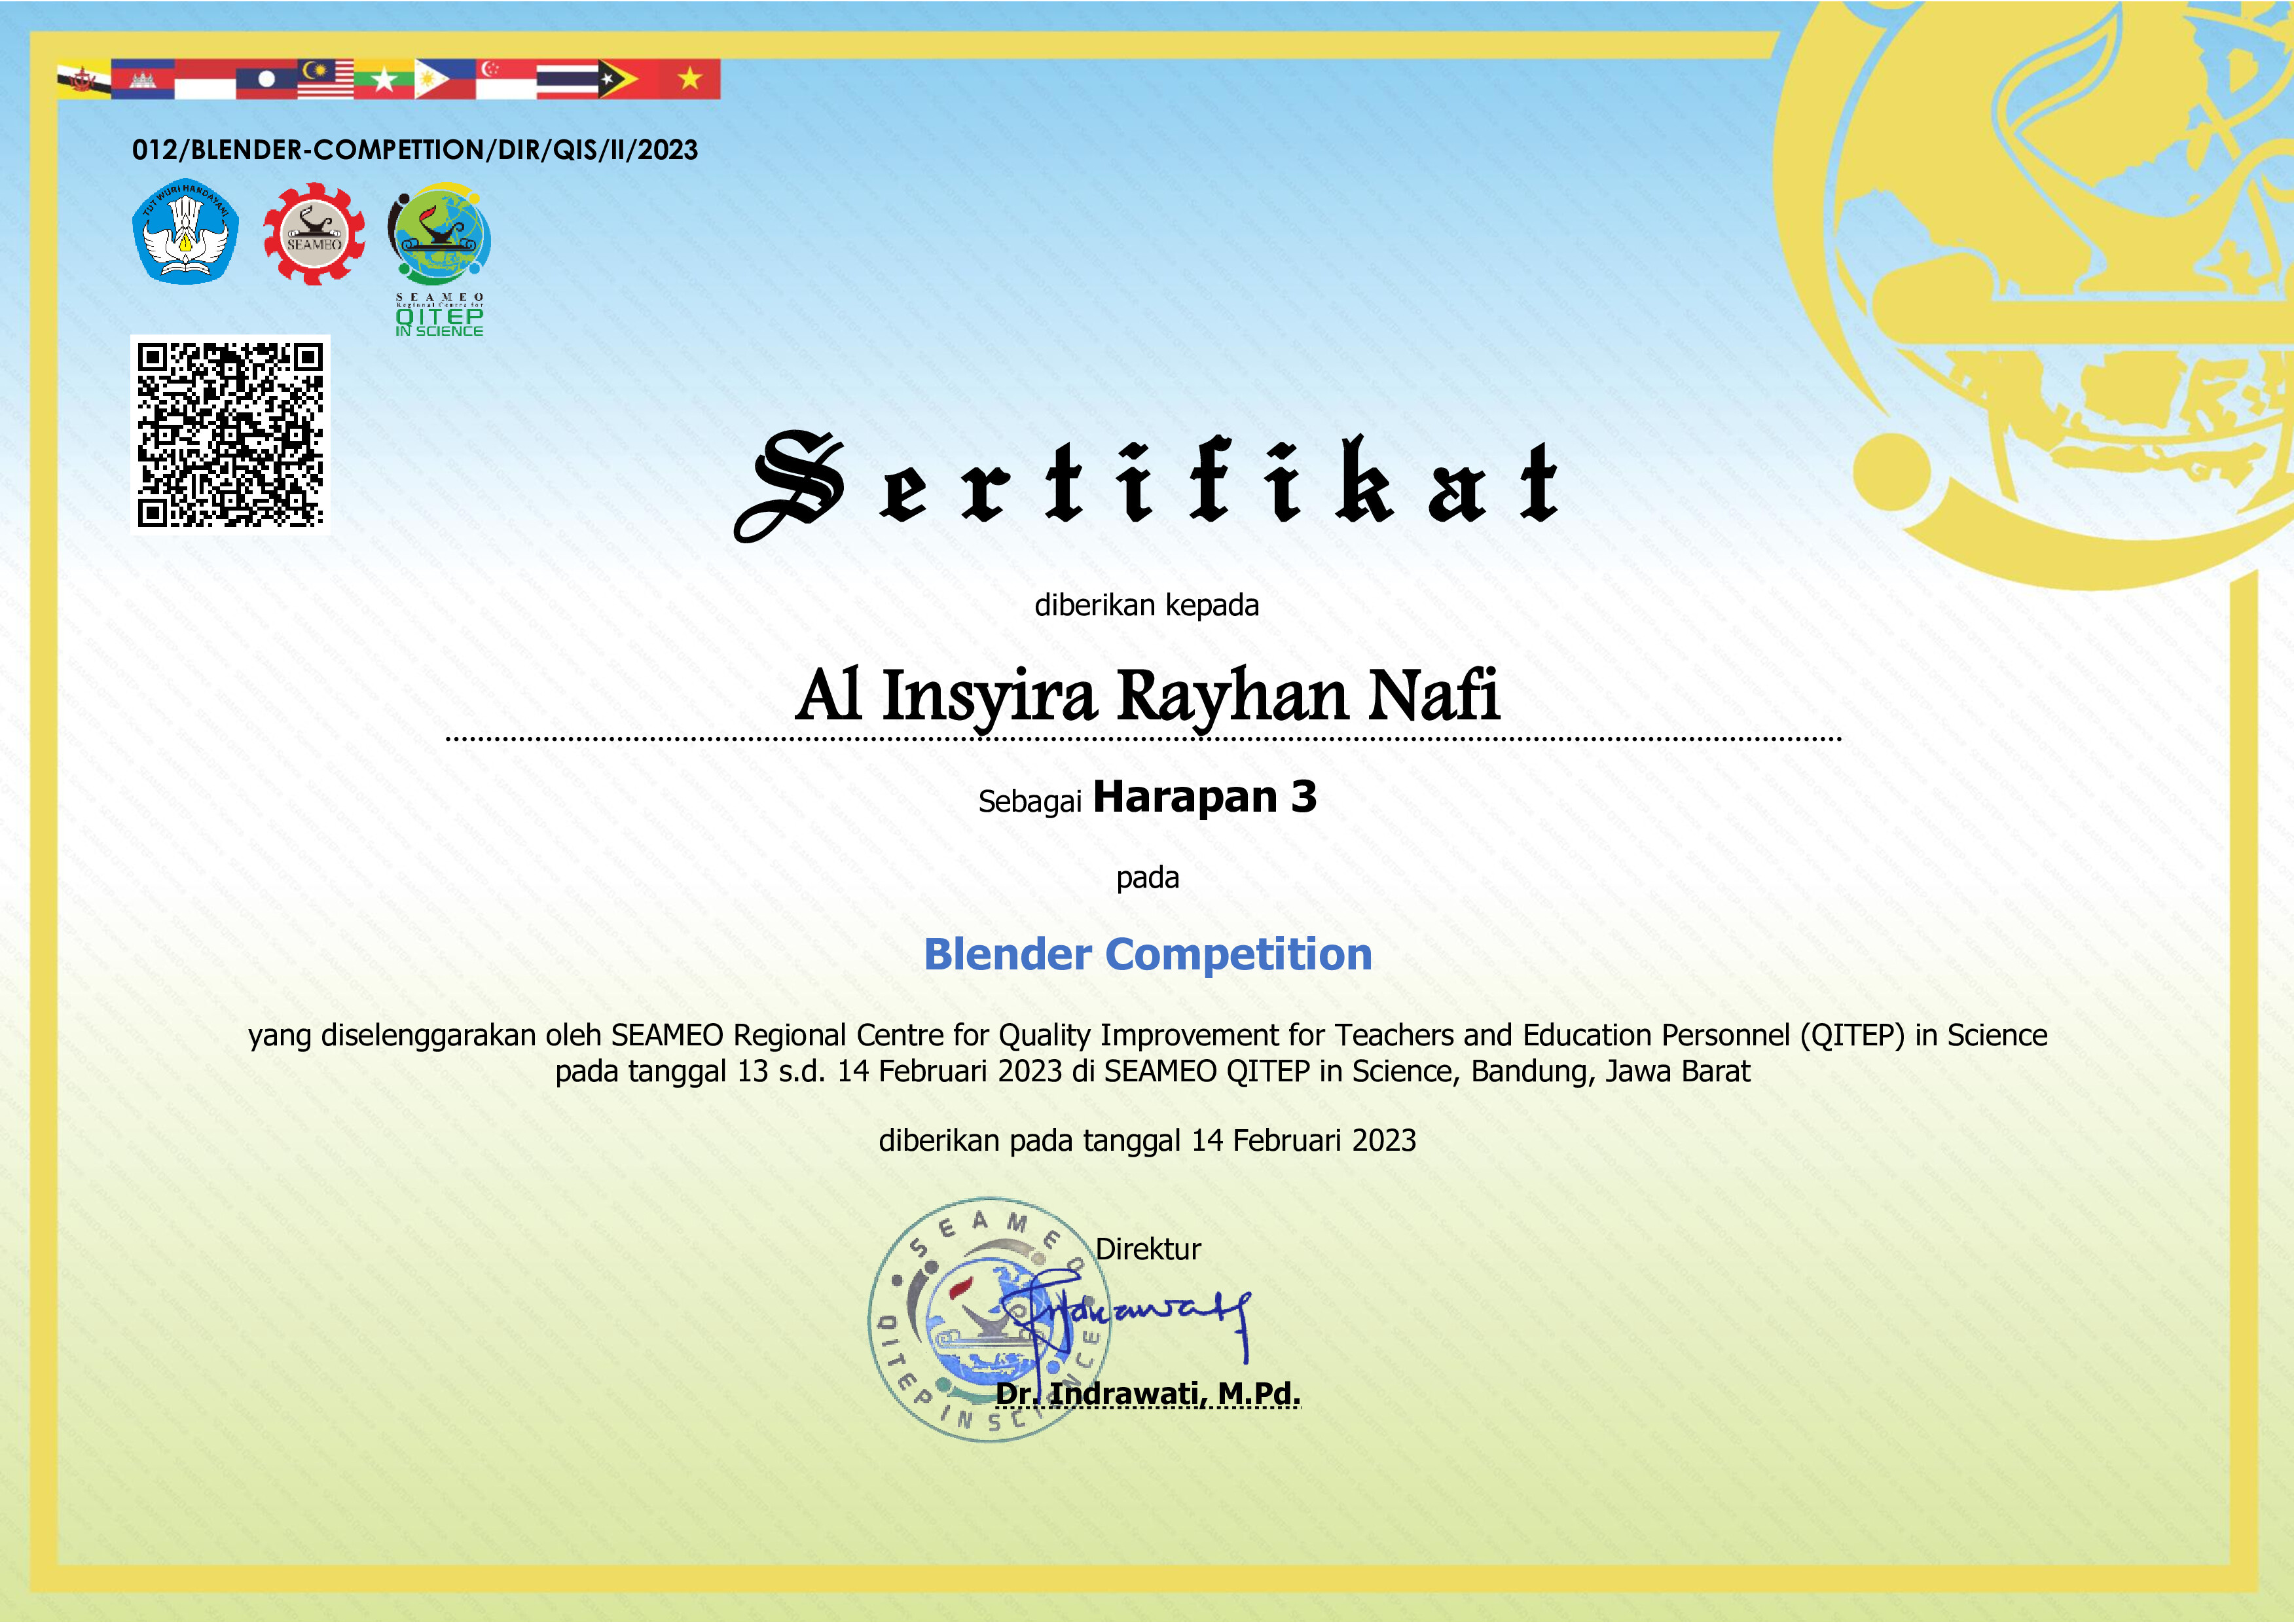 012/BLENDER-COMPETTION/DIR/QIS/II/2023
TUT WURI HANDAYANI
SEAMEO
SEAMEO
Regional Centre for
QITEP
IN SCIENCE
Sertifikat
diberikan kepada
Al Insyira Rayhan Nafi
Sebagai Harapan 3
pada
Blender Competition
yang diselenggarakan oleh SEAMEO Regional Centre for Quality Improvement for Teachers and Education Personnel (QITEP) in Science
pada tanggal 13 s.d. 14 Februari 2023 di SEAMEO QITEP in Science, Bandung, Jawa Barat
diberikan pada tanggal 14 Februari 2023
SEAMEO
QITEP IN SCIENCE
Direktur
Indrawati
Dr. Indrawati, M.Pd.